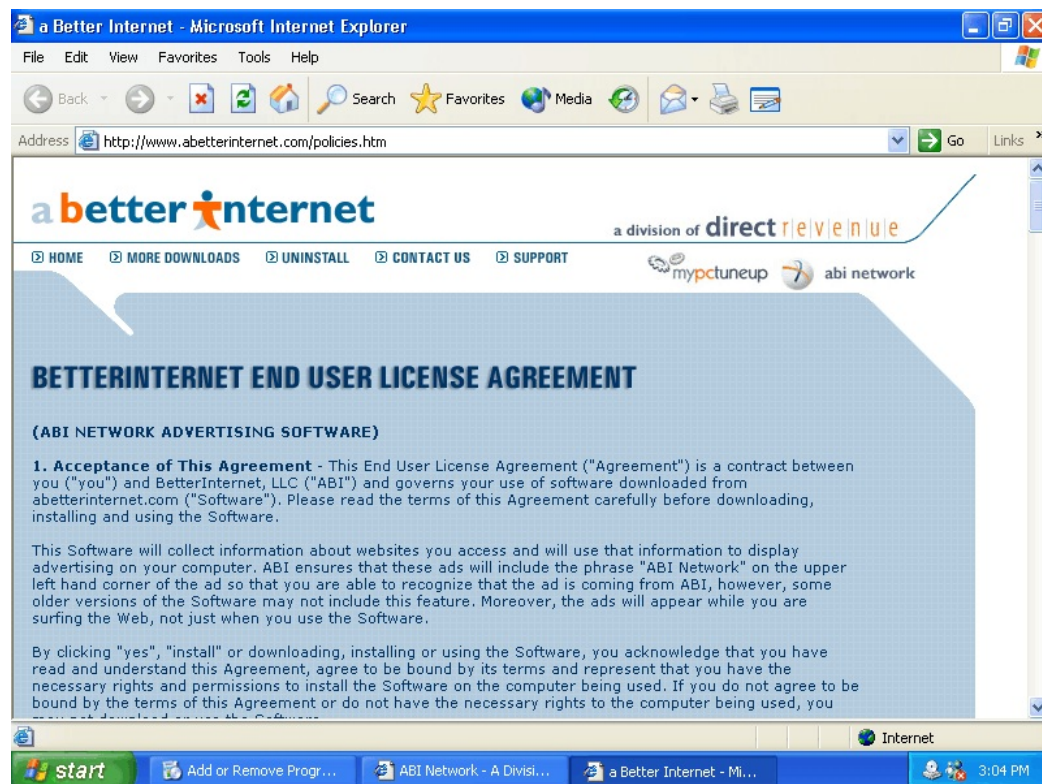 a Better Internet - Microsoft Internet Explorer
File Edit View Favorites Tools Help
Back Search Favorites Media
Address http://www.abetterinternet.com/policies.htm Go Links
a better internet
a division of direct revenue
HOME MORE DOWNLOADS UNINSTALL CONTACT US SUPPORT
mypctuneup abi network
BETTERINTERNET END USER LICENSE AGREEMENT
(ABI NETWORK ADVERTISING SOFTWARE)
1. Acceptance of This Agreement - This End User License Agreement ("Agreement") is a contract between
you ("you") and BetterInternet, LLC ("ABI") and governs your use of software downloaded from
abetterinternet.com ("Software"). Please read the terms of this Agreement carefully before downloading,
installing and using the Software.
This Software will collect information about websites you access and will use that information to display
advertising on your computer. ABI ensures that these ads will include the phrase "ABI Network" on the upper
left hand corner of the ad so that you are able to recognize that the ad is coming from ABI, however, some
older versions of the Software may not include this feature. Moreover, the ads will appear while you are
surfing the Web, not just when you use the Software.
By clicking "yes", "install" or downloading, installing or using the Software, you acknowledge that you have
read and understand this Agreement, agree to be bound by its terms and represent that you have the
necessary rights and permissions to install the Software on the computer being used. If you do not agree to be
bound by the terms of this Agreement or do not have the necessary rights to the computer being used, you
may not download or use the Software
Internet
start Add or Remove Progr... ABI Network - A Divisi... a Better Internet - Mi... 3:04 PM